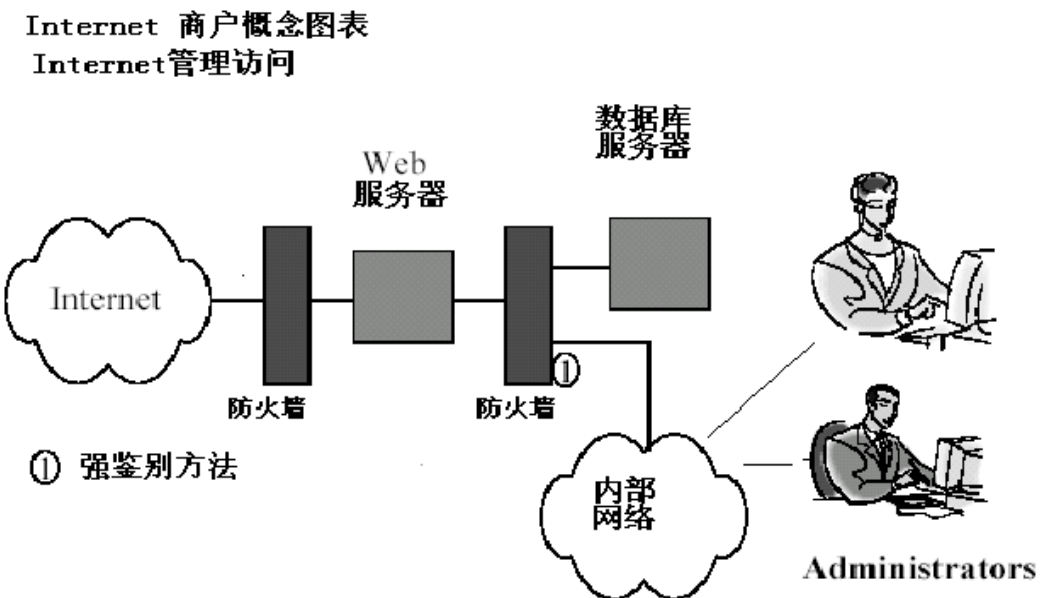 Internet 商户概念图表
Internet管理访问
数据库
服务器
Web
服务器
Internet
防火墙
防火墙
①
① 强鉴别方法
内部
网络
Administrators